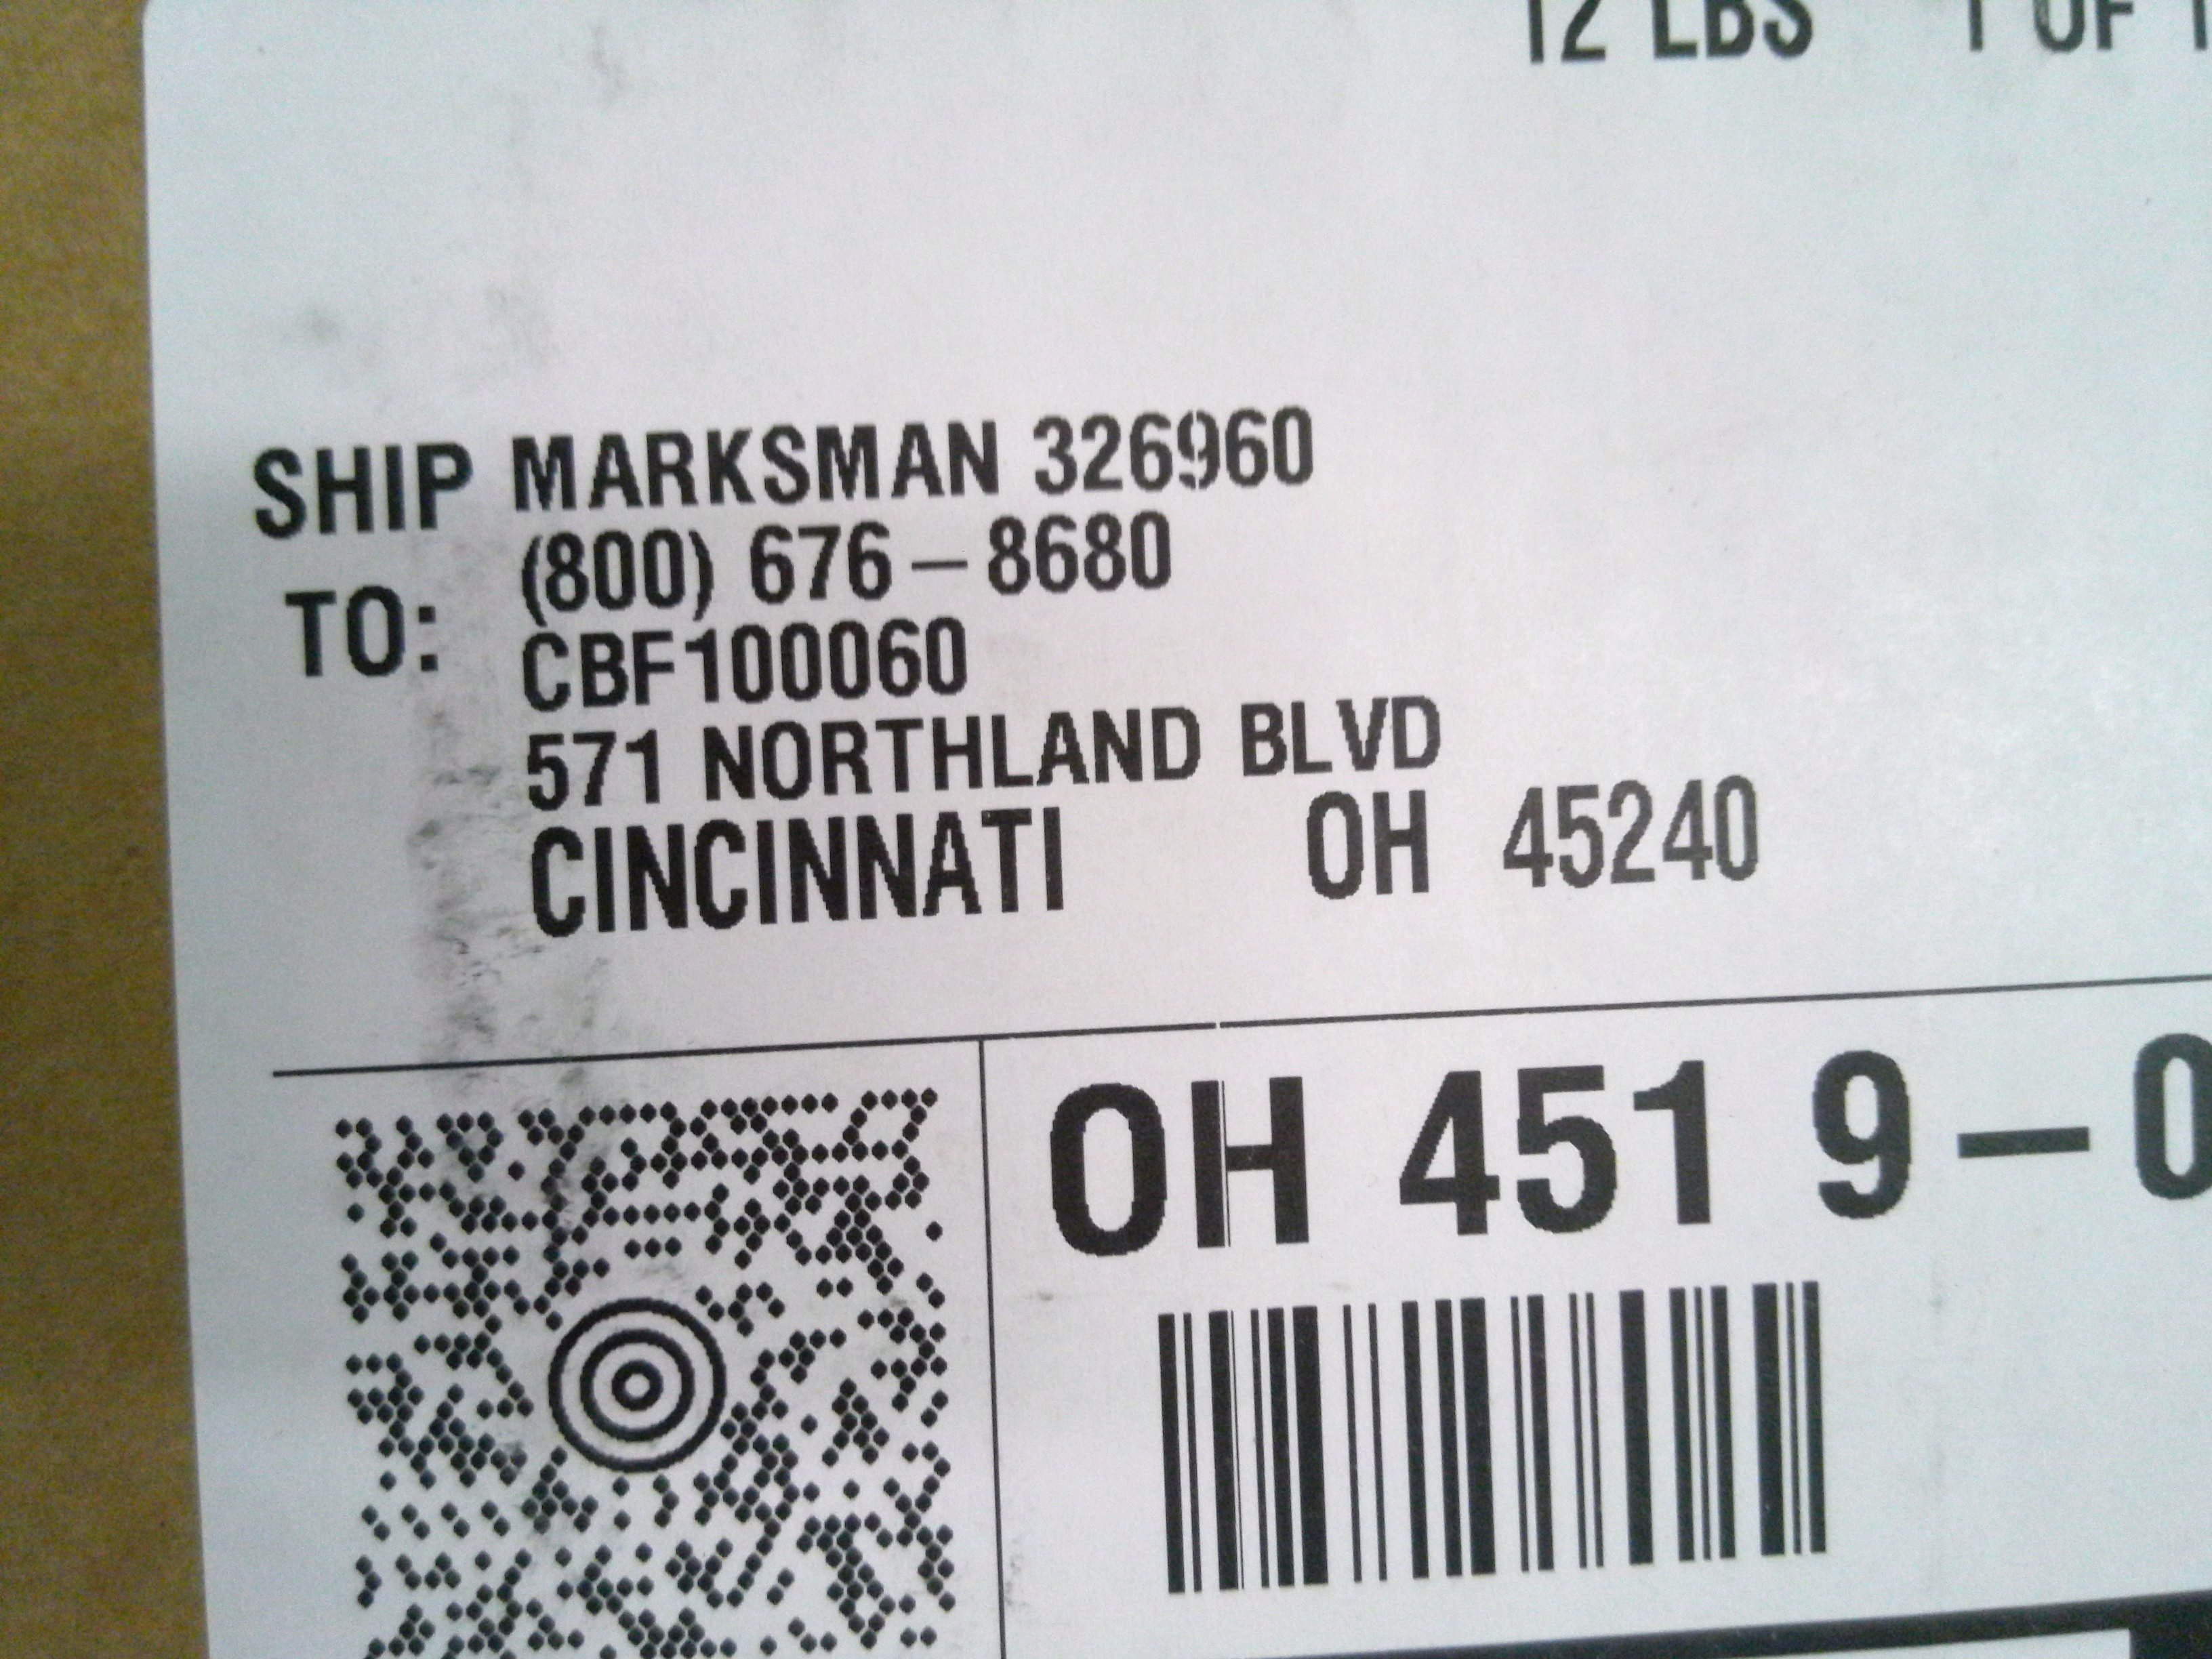 12 LBS 1 OF 1
SHIP TO:
MARKSMAN 326960
(800) 676-8680
CBF100060
571 NORTHLAND BLVD
CINCINNATI OH 45240
OH 451 9-0